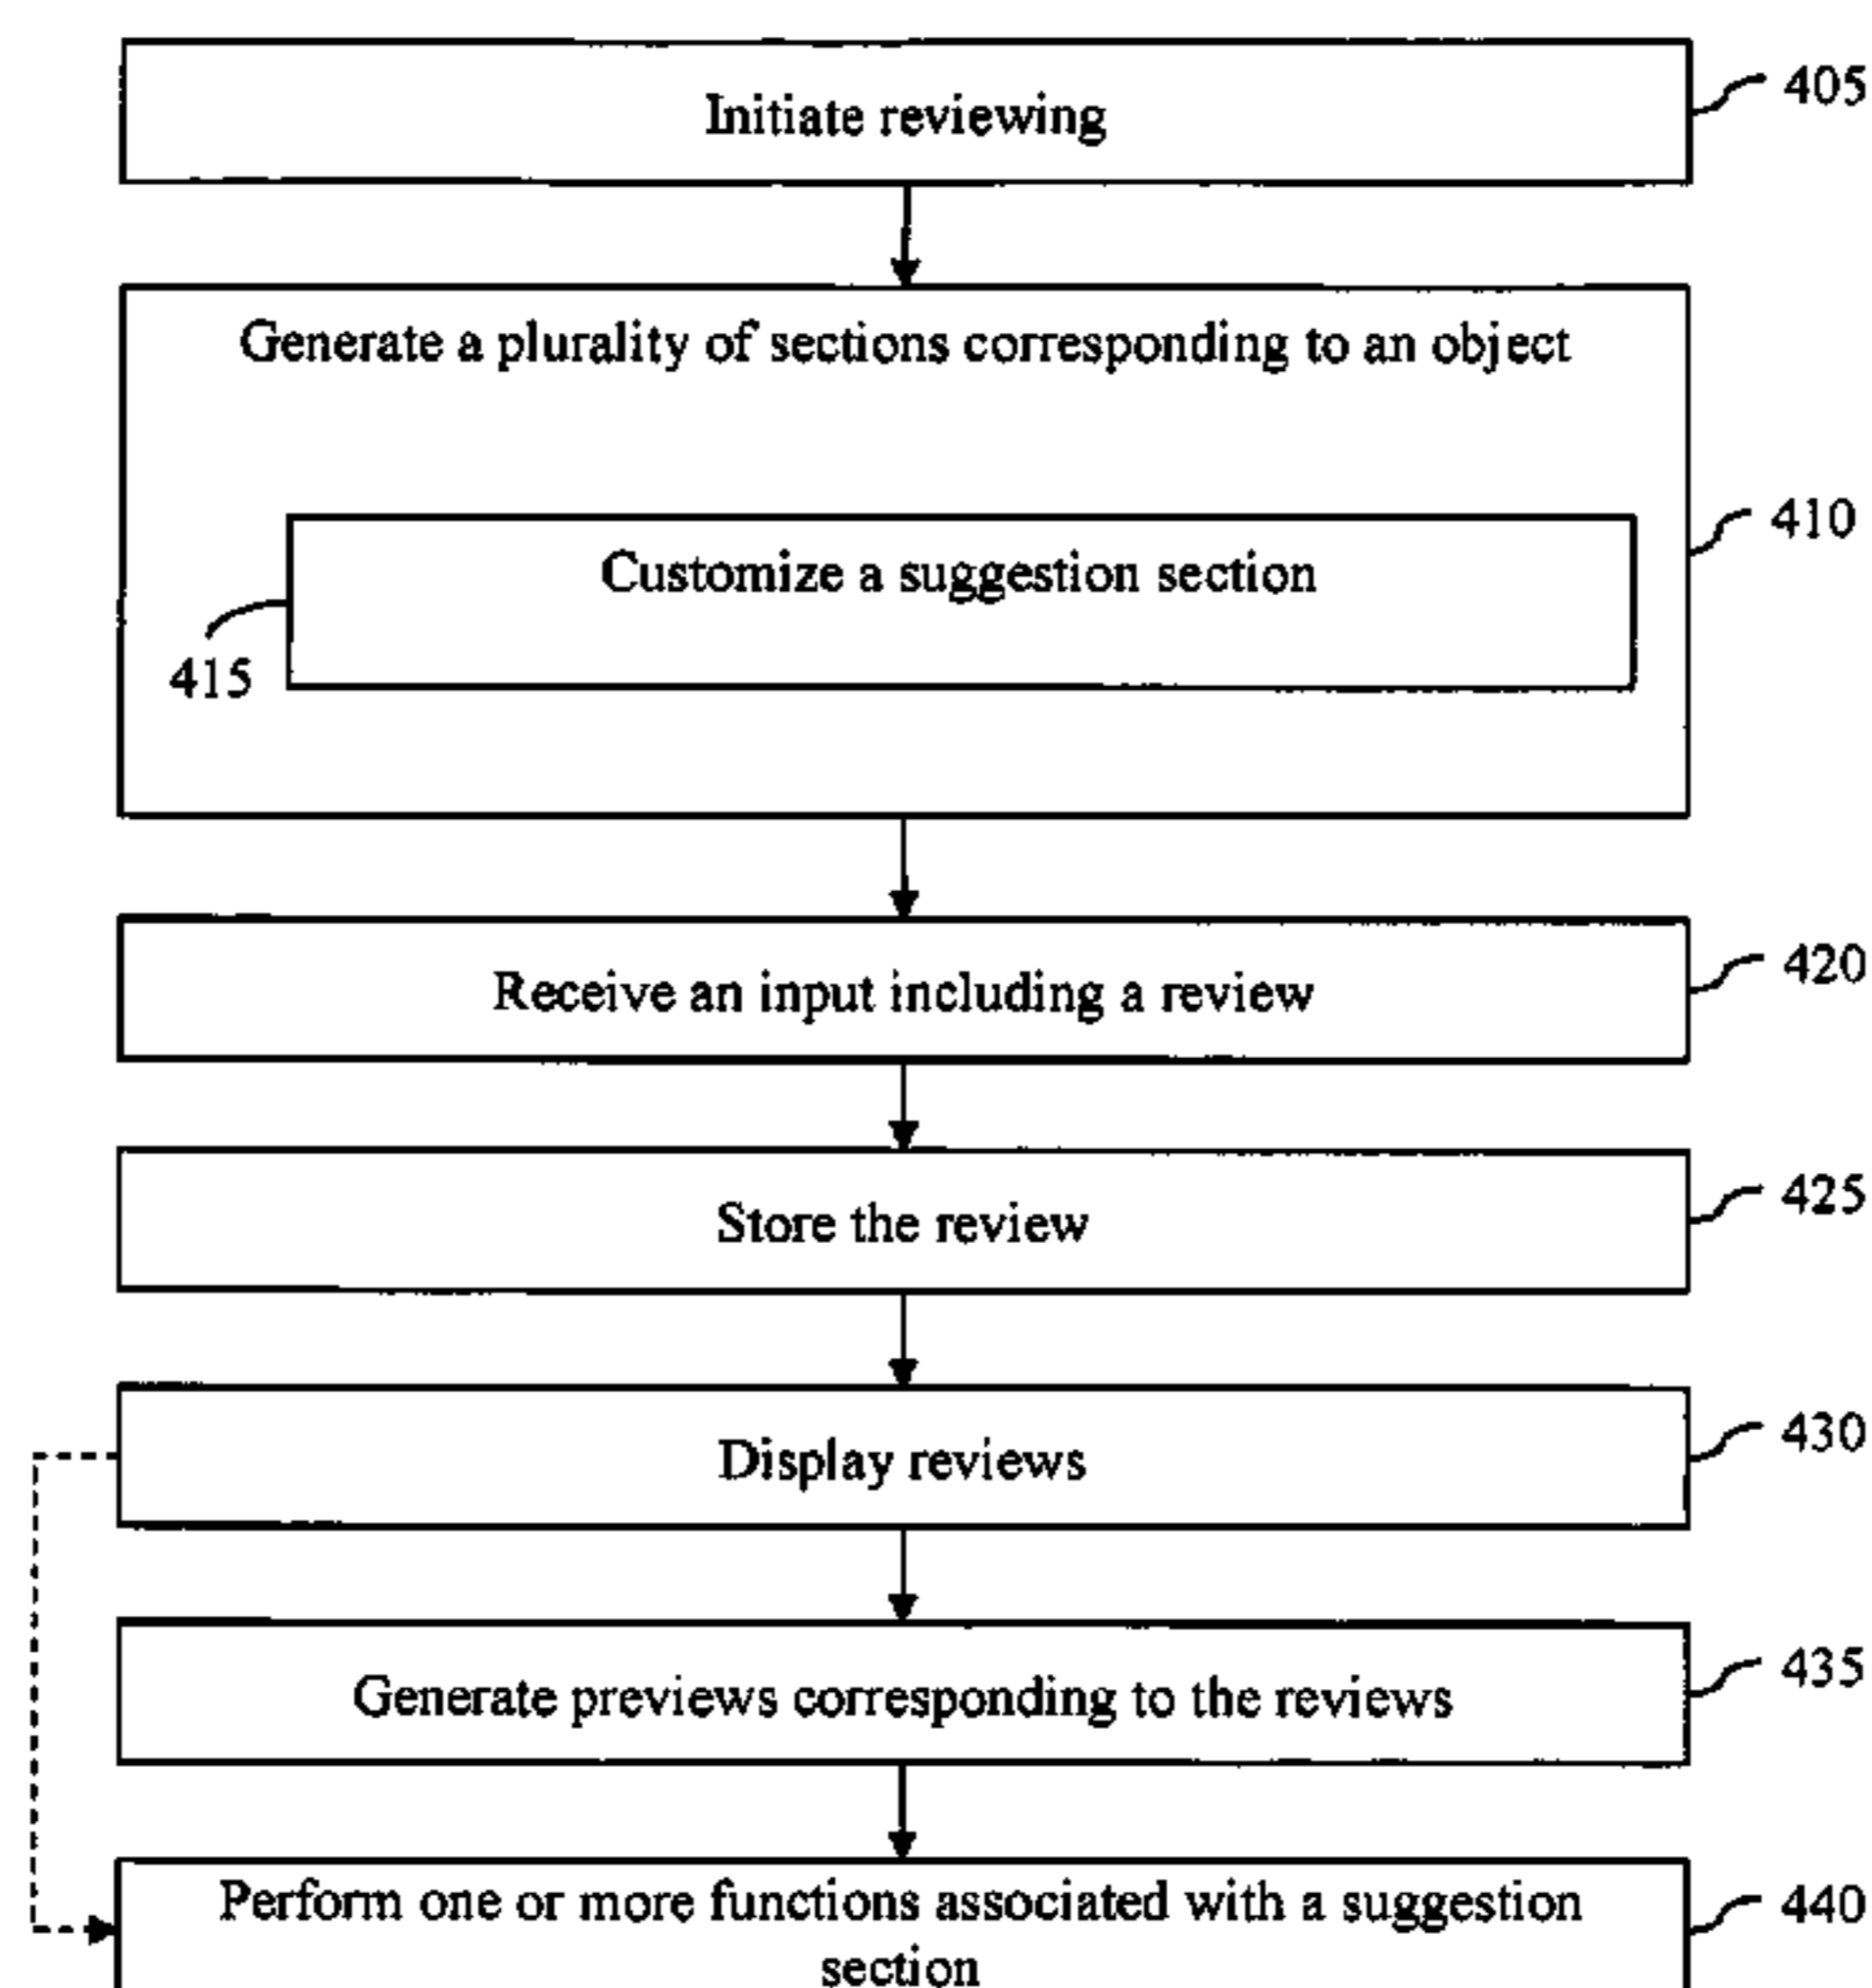 Initiate reviewing
405
Generate a plurality of sections corresponding to an object
410
Customize a suggestion section
415
Receive an input including a review
420
Store the review
425
Display reviews
430
Generate previews corresponding to the reviews
435
Perform one or more functions associated with a suggestion
section
440